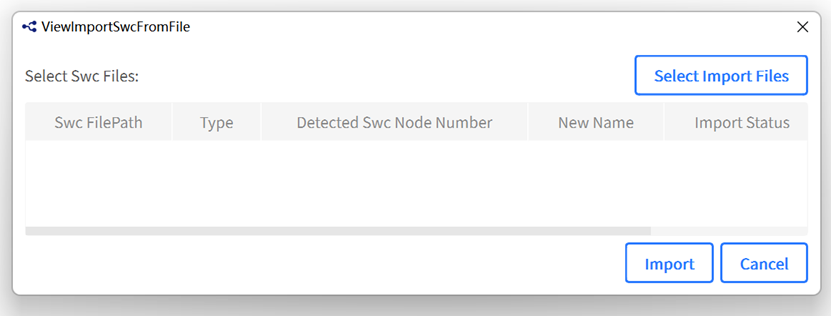 ViewImportSwcFromFile
Select Swc Files:
Select Import Files
Swc FilePath Type Detected Swc Node Number New Name Import Status
Import Cancel